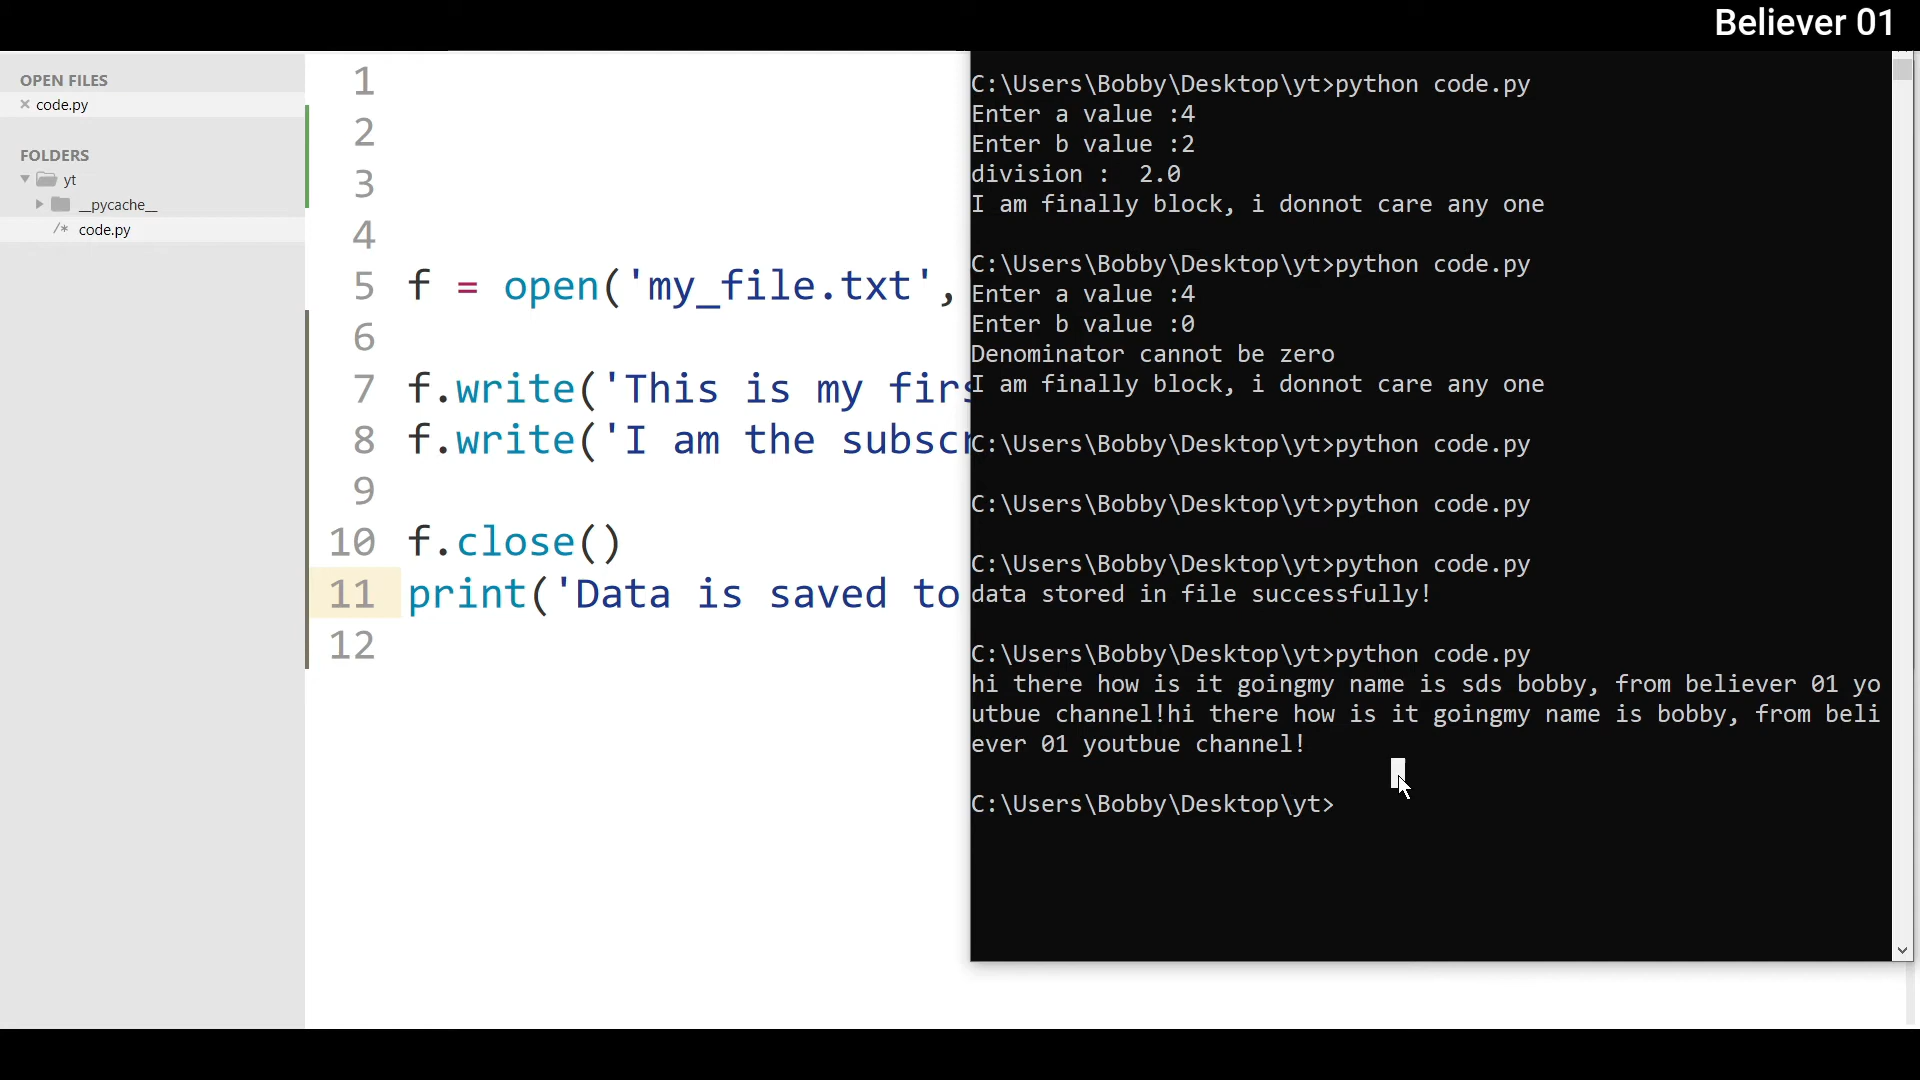 Believer 01
OPEN FILES
× code.py
FOLDERS
yt
__pycache__
/* code.py
1
2
3
4
5 f = open('my_file.txt',
6
7 f.write('This is my firs
8 f.write('I am the subscr
9
10 f.close()
11 print('Data is saved to
12
C:\Users\Bobby\Desktop\yt>python code.py
Enter a value :4
Enter b value :2
division :  2.0
I am finally block, i donnot care any one
C:\Users\Bobby\Desktop\yt>python code.py
Enter a value :4
Enter b value :0
Denominator cannot be zero
I am finally block, i donnot care any one
C:\Users\Bobby\Desktop\yt>python code.py
C:\Users\Bobby\Desktop\yt>python code.py
C:\Users\Bobby\Desktop\yt>python code.py
data stored in file successfully!
C:\Users\Bobby\Desktop\yt>python code.py
hi there how is it goingmy name is sds bobby, from believer 01 yo
utbue channel!hi there how is it goingmy name is bobby, from beli
ever 01 youtbue channel!
C:\Users\Bobby\Desktop\yt>